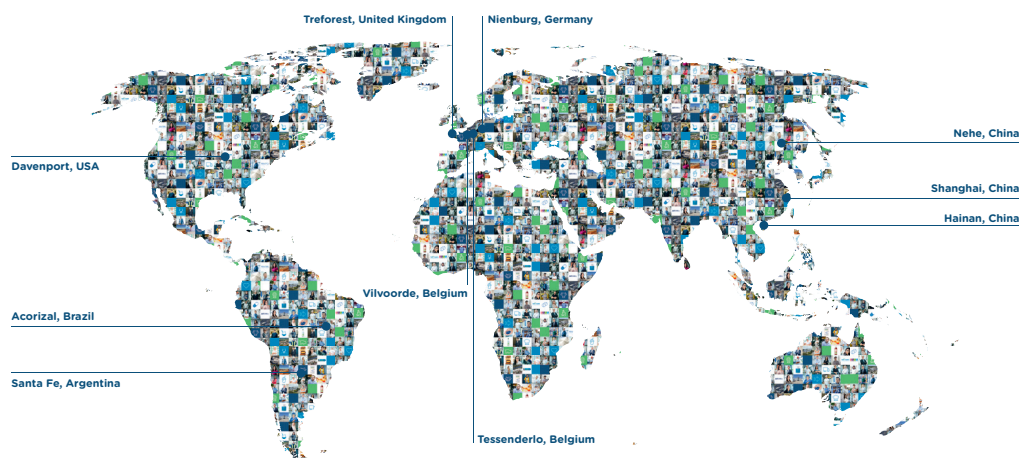 Treforest, United Kingdom
Nienburg, Germany
Nehe, China
Davenport, USA
Shanghai, China
Hainan, China
Vilvoorde, Belgium
Acorizal, Brazil
Santa Fe, Argentina
Tessenderlo, Belgium